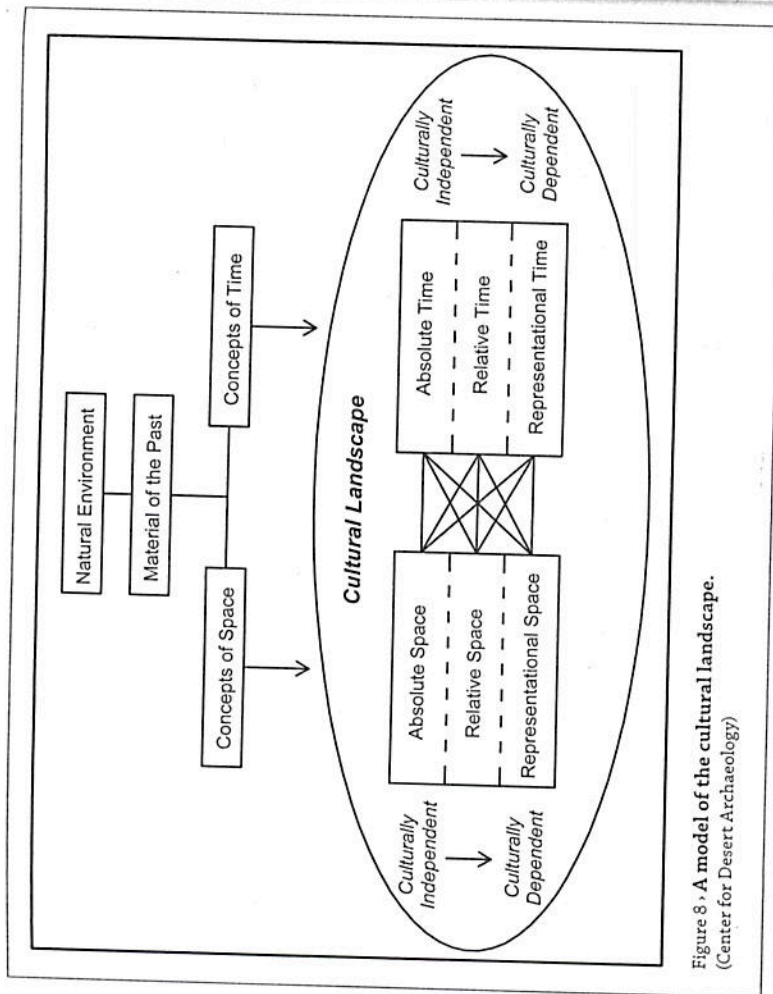 Natural Environment
Material of the Past
Concepts of Space
Concepts of Time
Cultural Landscape
Culturally
Independent
Culturally
Dependent
Absolute Space
Relative Space
Representational Space
Absolute Time
Relative Time
Representational Time
Culturally
Independent
Culturally
Dependent
Figure 8 › A model of the cultural landscape.
(Center for Desert Archaeology)